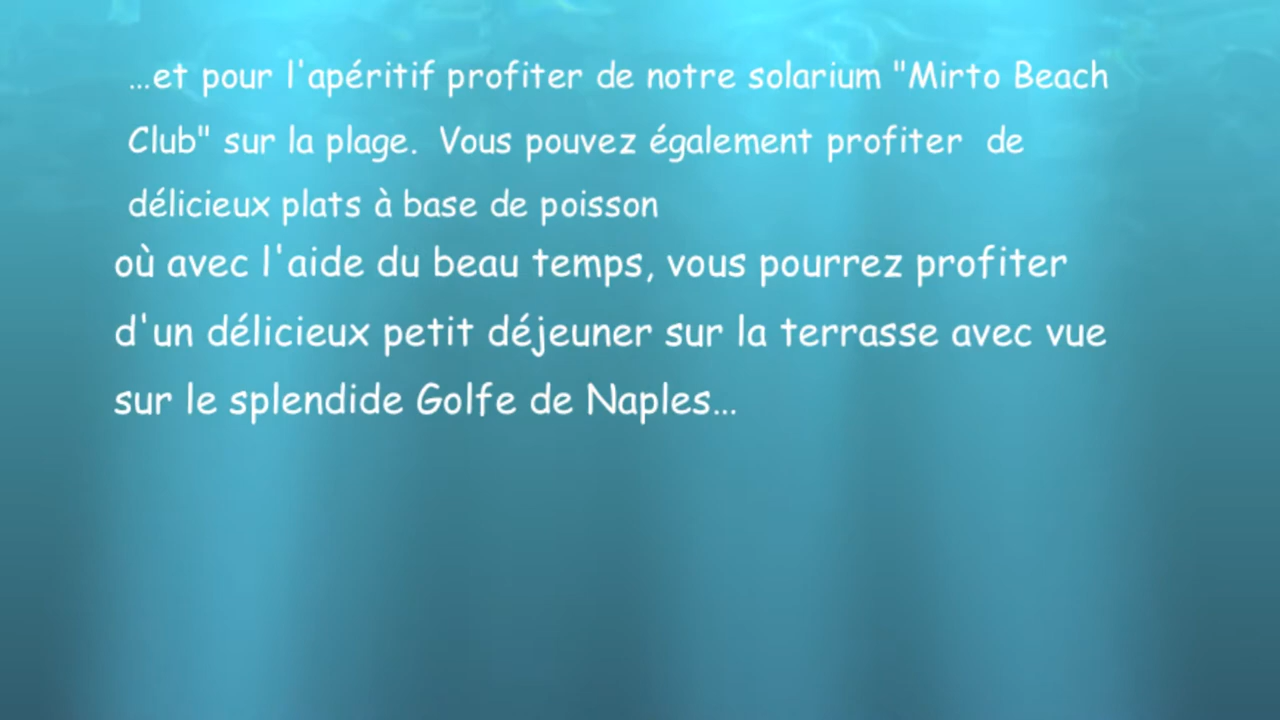 ...et pour l'apéritif profiter de notre solarium "Mirto Beach
Club" sur la plage.  Vous pouvez également profiter  de
délicieux plats à base de poisson
où avec l'aide du beau temps, vous pourrez profiter
d'un délicieux petit déjeuner sur la terrasse avec vue
sur le splendide Golfe de Naples...